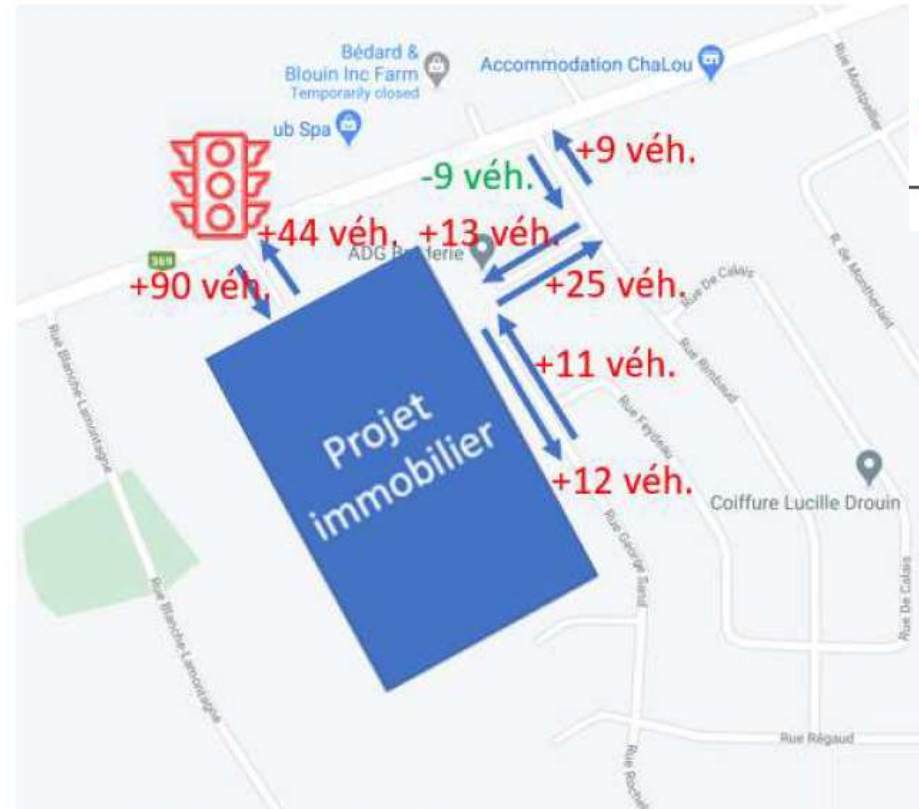 Bédard &
Blouin Inc Farm
Temporarily closed
Accommodation ChaLou
Rue Montpellier
ub Spa
+9 véh.
-9 véh.
+44 véh.
+13 véh.
ADG
erie
369
+90 véh.
+25 véh.
Rue De Calais
R. de Montherlant
+11 véh.
Rue Rimbaud
Rue Blanche-Lamontagne
Projet
immobilier
Rue Feydeau
+12 véh.
Coiffure Lucille Drouin
Rue George Sand
Rue De Calais
Rue Blanche-Lamontagne
Rue Régaud